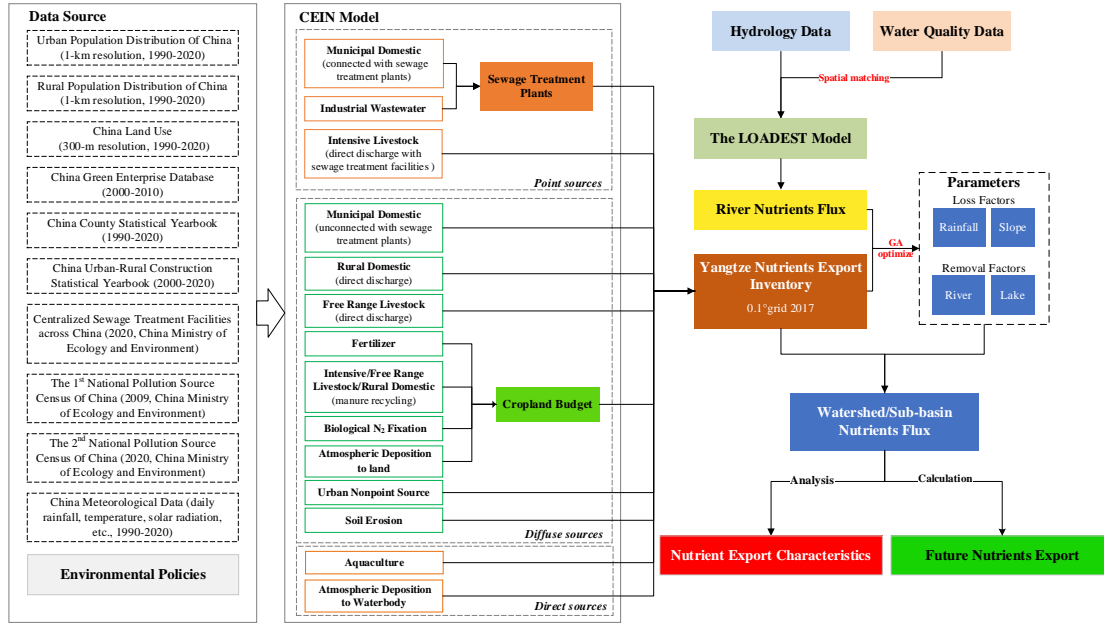 Data Source
Urban Population Distribution Of China
(1-km resolution, 1990-2020)
Rural Population Distribution of China
(1-km resolution, 1990-2020)
China Land Use
(300-m resolution, 1990-2020)
China Green Enterprise Database
(2000-2010)
China County Statistical Yearbook
(1990-2020)
China Urban-Rural Construction
Statistical Yearbook (2000-2020)
Centralized Sewage Treatment Facilities
across China (2020, China Ministry of
Ecology and Environment)
The 1st National Pollution Source
Census Of China (2009, China Ministry
of Ecology and Environment)
The 2nd National Pollution Source
Census Of China (2020, China Ministry
of Ecology and Environment)
China Meteorological Data (daily
rainfall, temperature, solar radiation,
etc., 1990-2020)
Environmental Policies
CEIN Model
Municipal Domestic
(connected with sewage
treatment plants)
Industrial Wastewater
Sewage Treatment
Plants
Intensive Livestock
(direct discharge with
sewage treatment facilities )
Point sources
Municipal Domestic
(unconnected with sewage
treatment plants)
Rural Domestic
(direct discharge)
Free Range Livestock
(direct discharge)
Fertilizer
Intensive/Free Range
Livestock/Rural Domestic
(manure recycling)
Biological N2 Fixation
Atmospheric Deposition
to land
Cropland Budget
Urban Nonpoint Source
Soil Erosion
Diffuse sources
Aquaculture
Atmospheric Deposition
to Waterbody
Direct sources
Hydrology Data
Water Quality Data
Spatial matching
The LOADEST Model
River Nutrients Flux
Yangtze Nutrients Export
Inventory
0.1°grid 2017
GA
optimize
Parameters
Loss Factors
Rainfall
Slope
Removal Factors
River
Lake
Watershed/Sub-basin
Nutrients Flux
Analysis
Calculation
Nutrient Export Characteristics
Future Nutrients Export